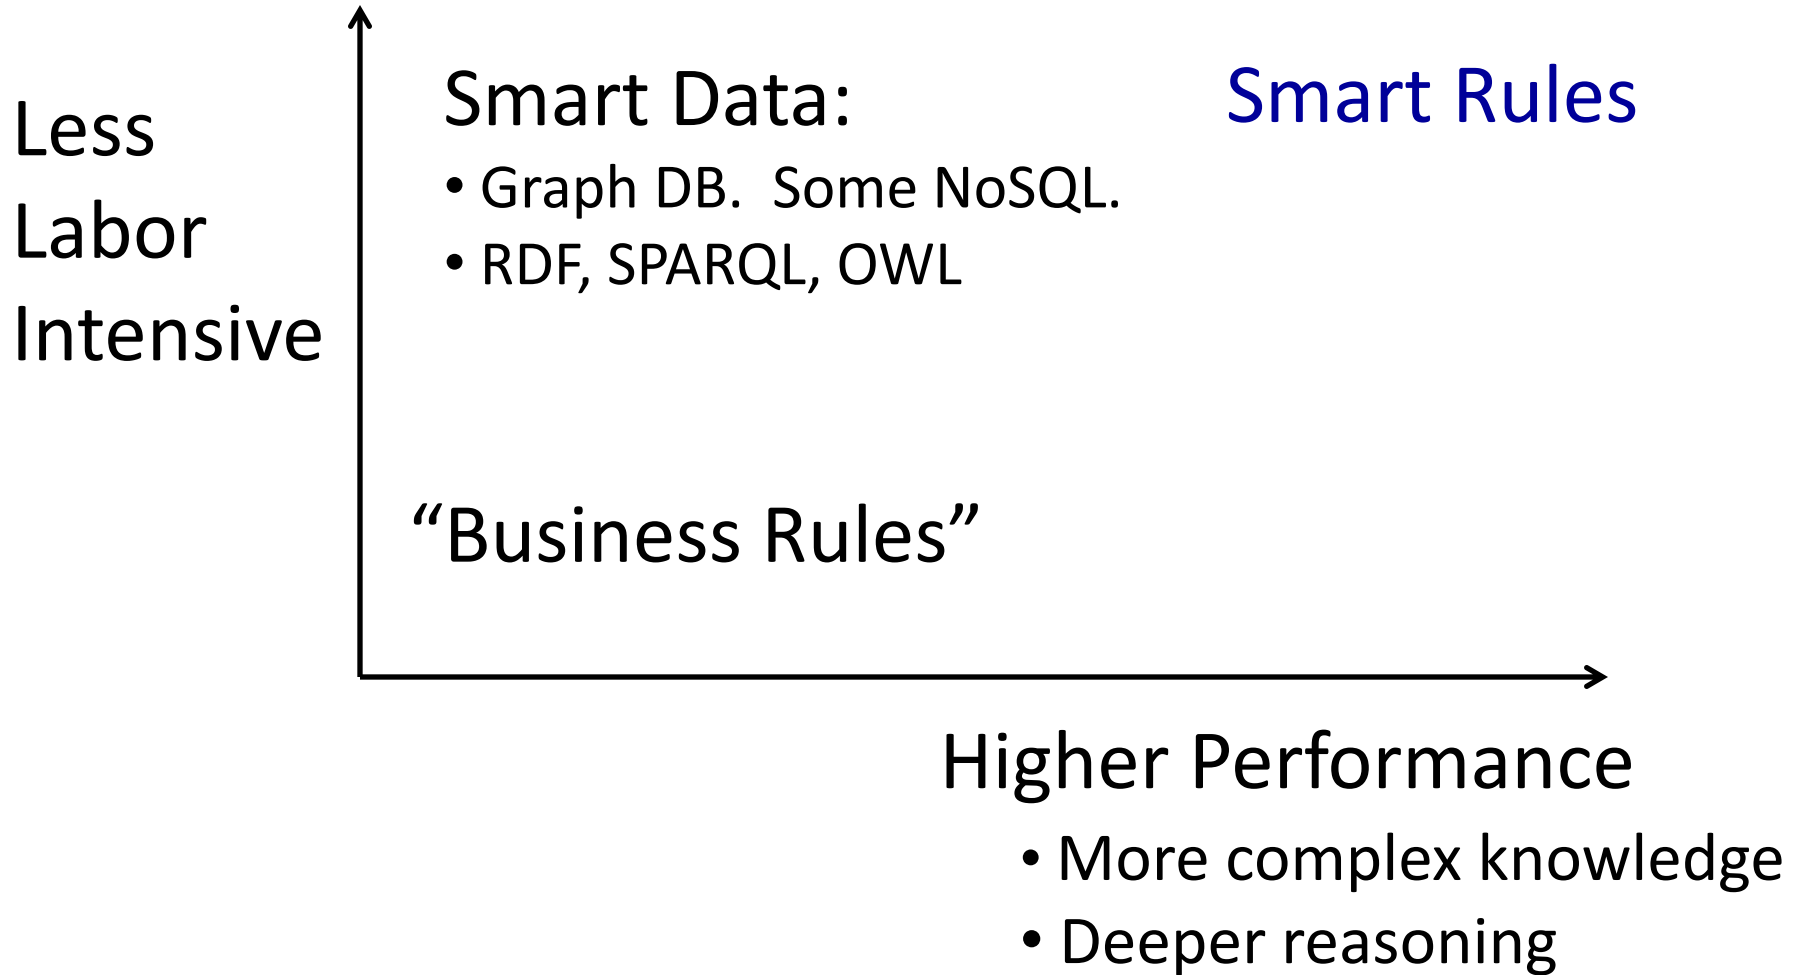 Less
Labor
Intensive
Smart Data:
• Graph DB.  Some NoSQL.
• RDF, SPARQL, OWL
Smart Rules
“Business Rules”
Higher Performance
• More complex knowledge
• Deeper reasoning